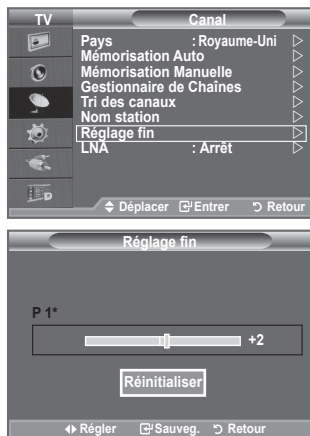 TV
Canal
Pays : Royaume-Uni
Mémorisation Auto
Mémorisation Manuelle
Gestionnaire de Chaînes
Tri des canaux
Nom station
Réglage fin
LNA : Arrêt
Déplacer Entrer Retour
Réglage fin
P 1*
+2
Réinitialiser
Régler Sauveg. Retour